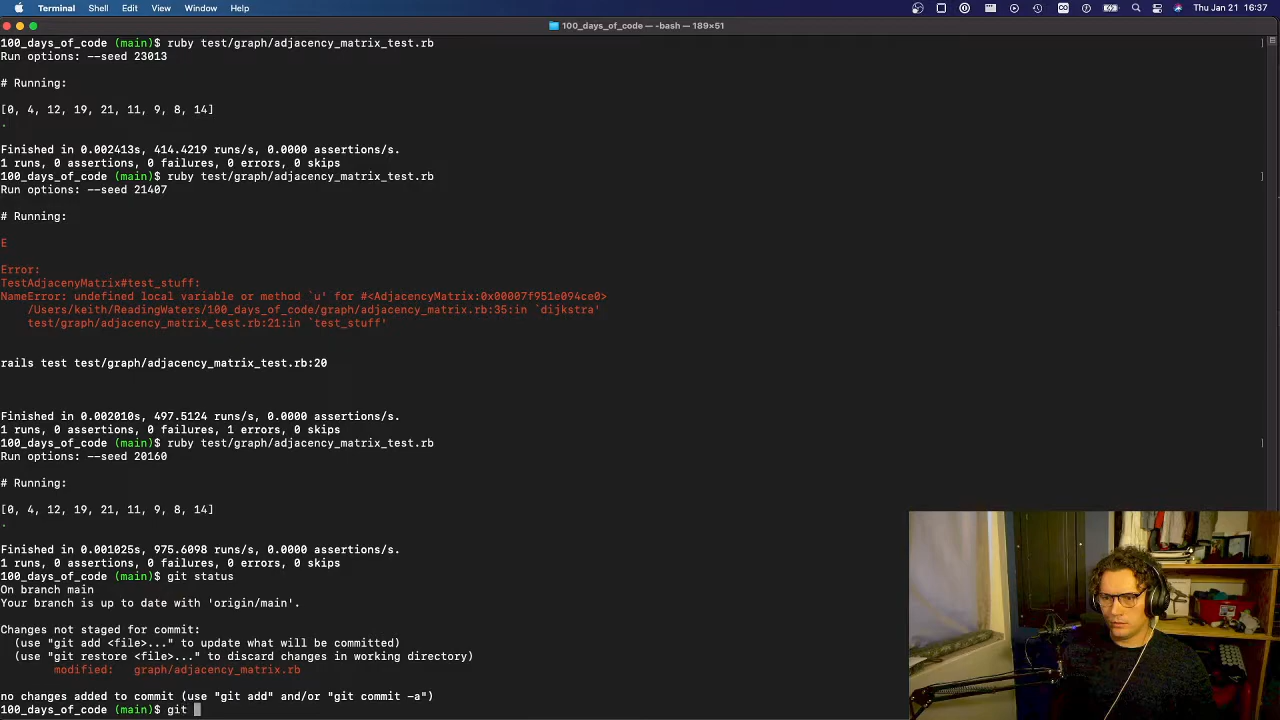 Terminal Shell Edit View Window Help Thu Jan 21 16:37
100_days_of_code — -bash — 189×51
100_days_of_code (main)$ ruby test/graph/adjacency_matrix_test.rb
Run options: --seed 23013
# Running:
[0, 4, 12, 19, 21, 11, 9, 8, 14]
.
Finished in 0.002413s, 414.4219 runs/s, 0.0000 assertions/s.
1 runs, 0 assertions, 0 failures, 0 errors, 0 skips
100_days_of_code (main)$ ruby test/graph/adjacency_matrix_test.rb
Run options: --seed 21407
# Running:
E
Error:
TestAdjacenyMatrix#test_stuff:
NameError: undefined local variable or method `u' for #<AdjacencyMatrix:0x00007f951e094ce0>
/Users/keith/ReadingWaters/100_days_of_code/graph/adjacency_matrix.rb:35:in `dijkstra'
test/graph/adjacency_matrix_test.rb:21:in `test_stuff'
rails test test/graph/adjacency_matrix_test.rb:20
Finished in 0.002010s, 497.5124 runs/s, 0.0000 assertions/s.
1 runs, 0 assertions, 0 failures, 1 errors, 0 skips
100_days_of_code (main)$ ruby test/graph/adjacency_matrix_test.rb
Run options: --seed 20160
# Running:
[0, 4, 12, 19, 21, 11, 9, 8, 14]
.
Finished in 0.001025s, 975.6098 runs/s, 0.0000 assertions/s.
1 runs, 0 assertions, 0 failures, 0 errors, 0 skips
100_days_of_code (main)$ git status
On branch main
Your branch is up to date with 'origin/main'.
Changes not staged for commit:
(use "git add <file>..." to update what will be committed)
(use "git restore <file>..." to discard changes in working directory)
modified: graph/adjacency_matrix.rb
no changes added to commit (use "git add" and/or "git commit -a")
100_days_of_code (main)$ git